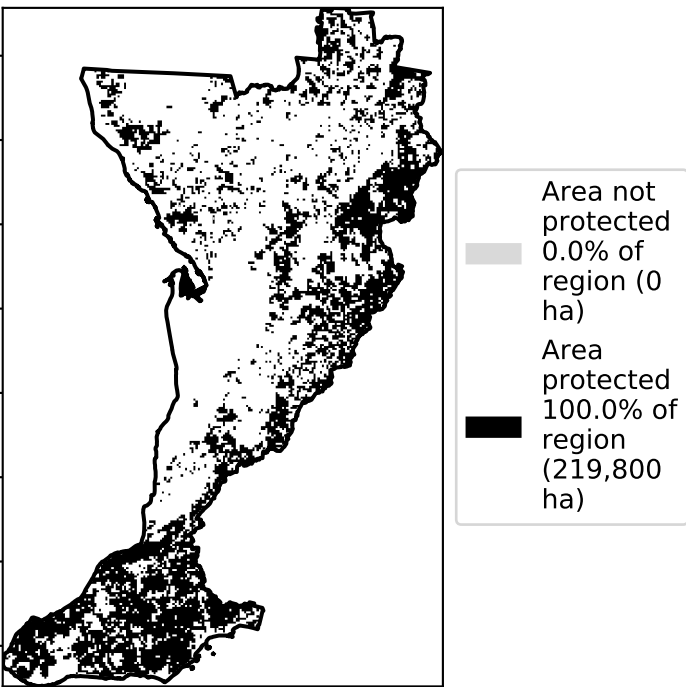 Area not
protected
0.0% of
region (0
ha)
Area
protected
100.0% of
region
(219,800
ha)